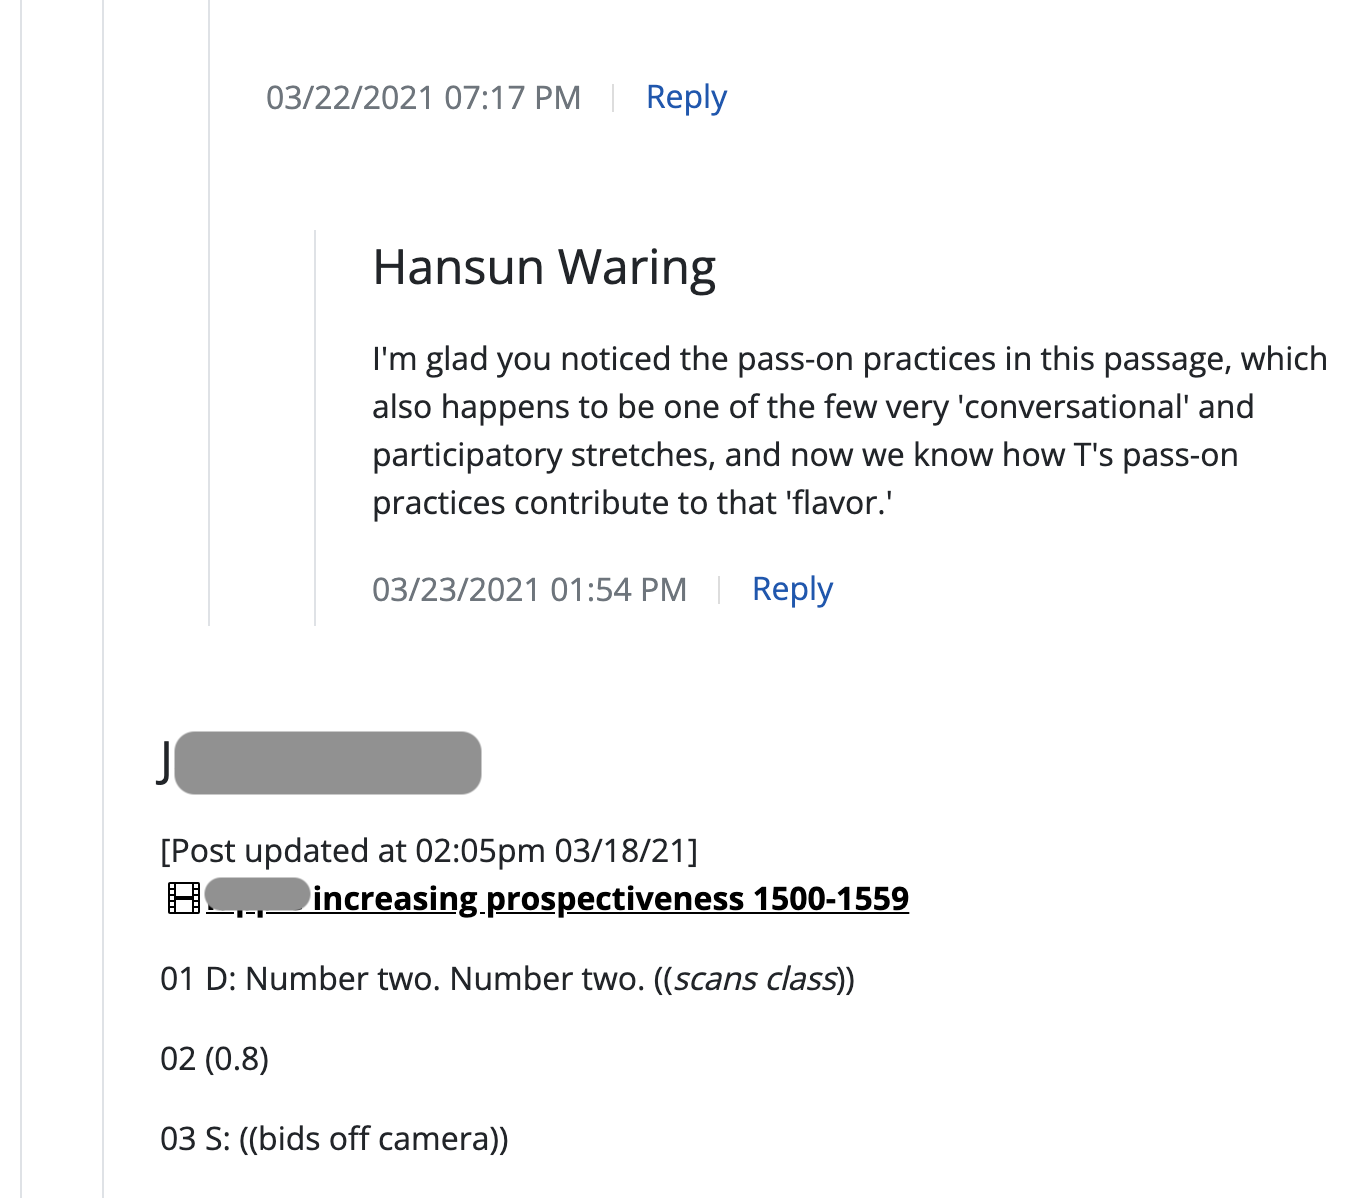 03/22/2021 07:17 PM Reply
Hansun Waring
I'm glad you noticed the pass-on practices in this passage, which
also happens to be one of the few very 'conversational' and
participatory stretches, and now we know how T's pass-on
practices contribute to that 'flavor.'
03/23/2021 01:54 PM Reply
J
[Post updated at 02:05pm 03/18/21]
increasing prospectiveness 1500-1559
01 D: Number two. Number two. ((scans class))
02 (0.8)
03 S: ((bids off camera))